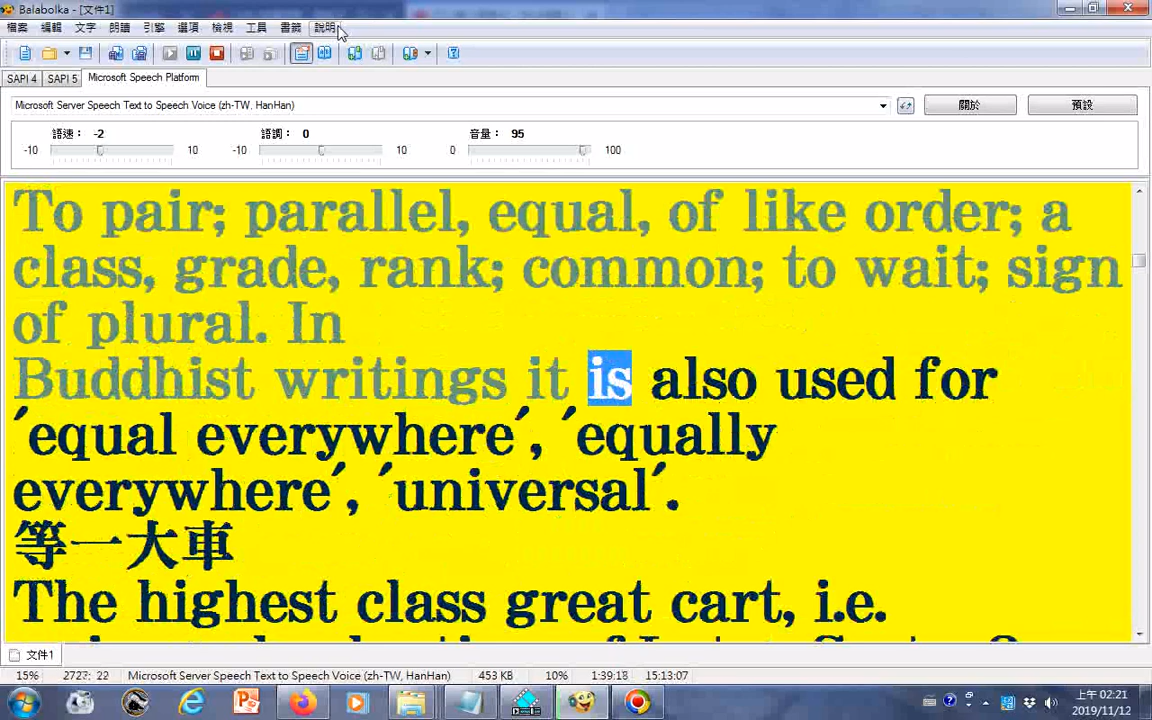 Balabolka - [文件1]
檔案 編輯 文字 朗讀 引擎 選項 檢視 工具 書籤 說明
SAPI 4 SAPI 5 Microsoft Speech Platform
Microsoft Server Speech Text to Speech Voice (zh-TW, HanHan) 關於 預設
語速： -2 語調： 0 音量： 95
-10 10 -10 10 0 100
To pair; parallel, equal, of like order; a
class, grade, rank; common; to wait; sign
of plural. In
Buddhist writings it is also used for
'equal everywhere', 'equally
everywhere', 'universal'.
等一大車
The highest class great cart, i.e.
文件1
15% 2727: 22 Microsoft Server Speech Text to Speech Voice (zh-TW, HanHan) 453 KB 10% 1:39:18 15:13:07
上午 02:21
2019/11/12